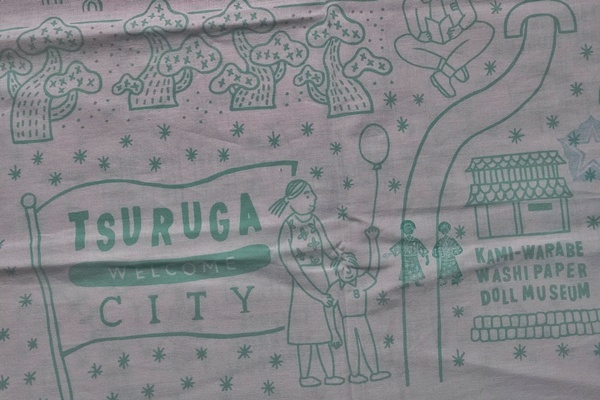 TSURUGA
WELCOME
CITY
B
KAMI-WARABE
WASHI PAPER
DOLL MUSEUM